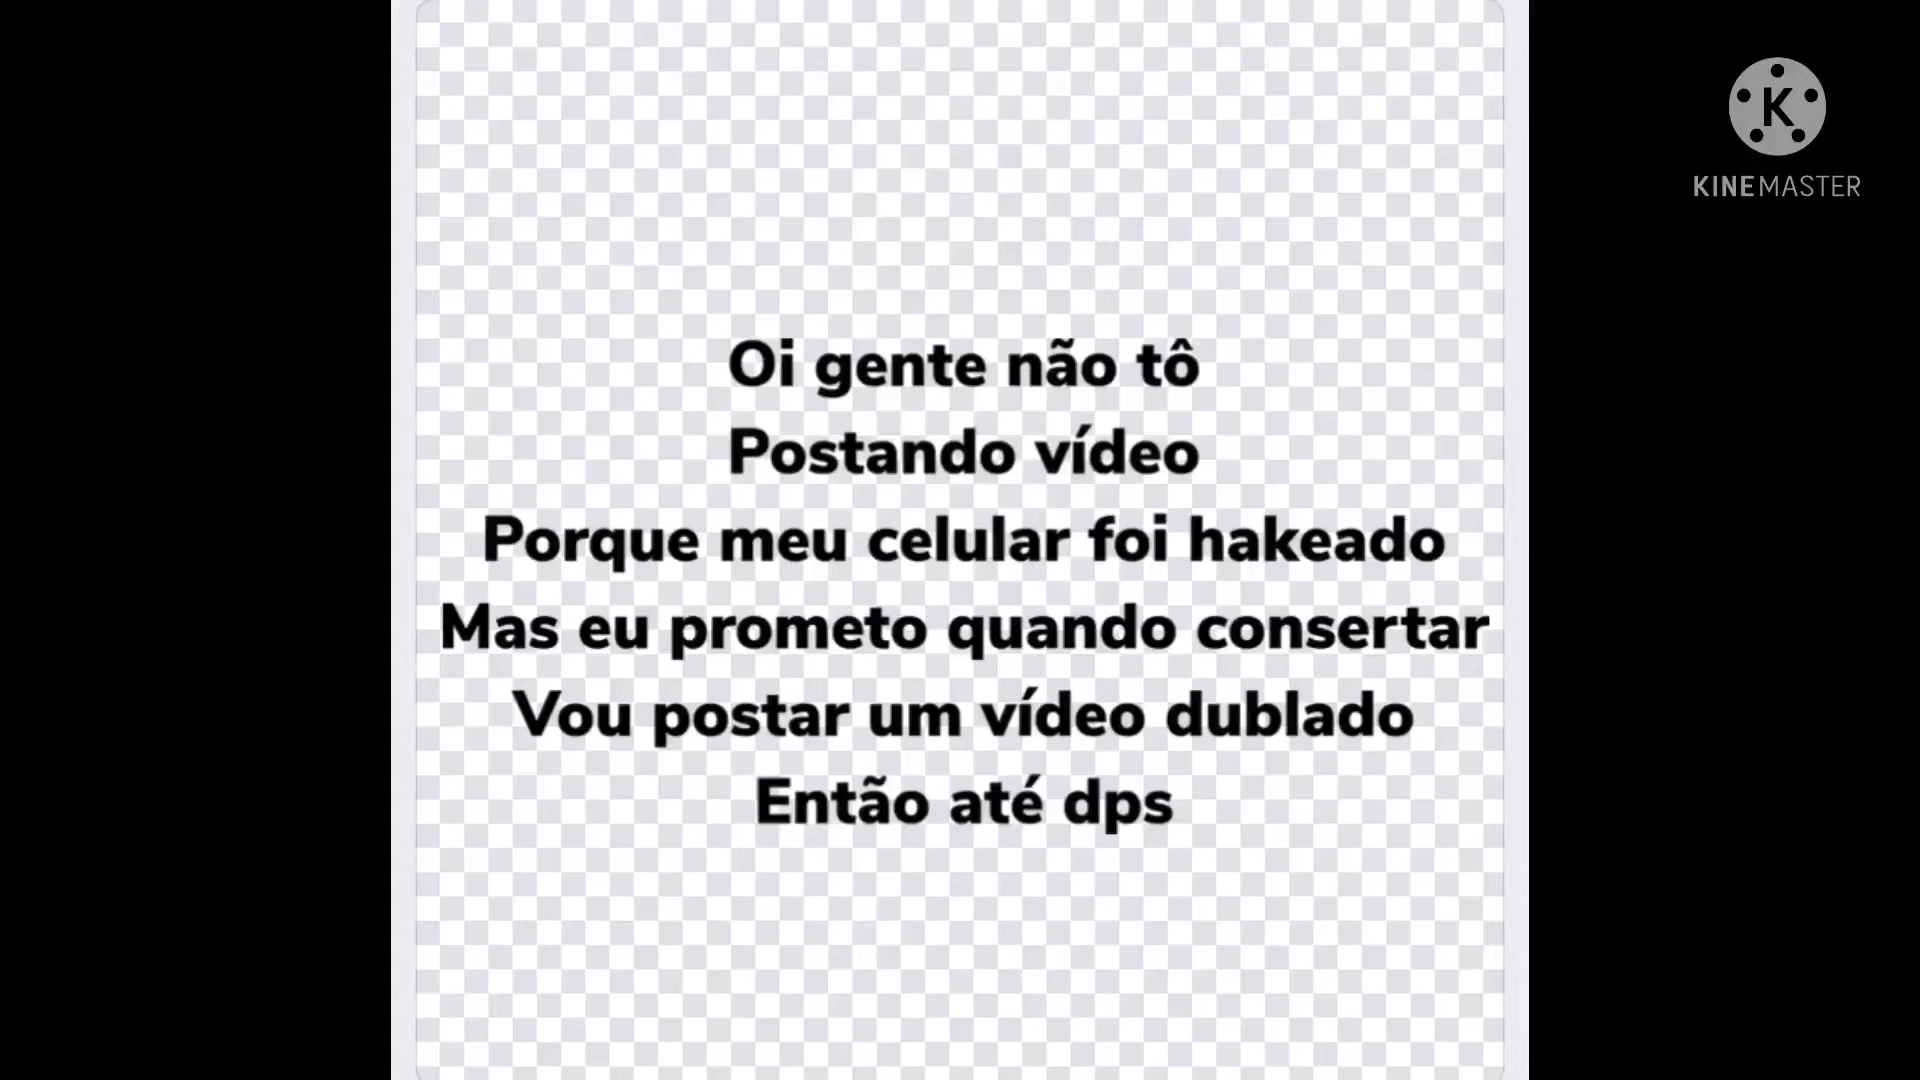 Oi gente não tô
Postando vídeo
Porque meu celular foi hakeado
Mas eu prometo quando consertar
Vou postar um vídeo dublado
Então até dps
K
KINEMASTER